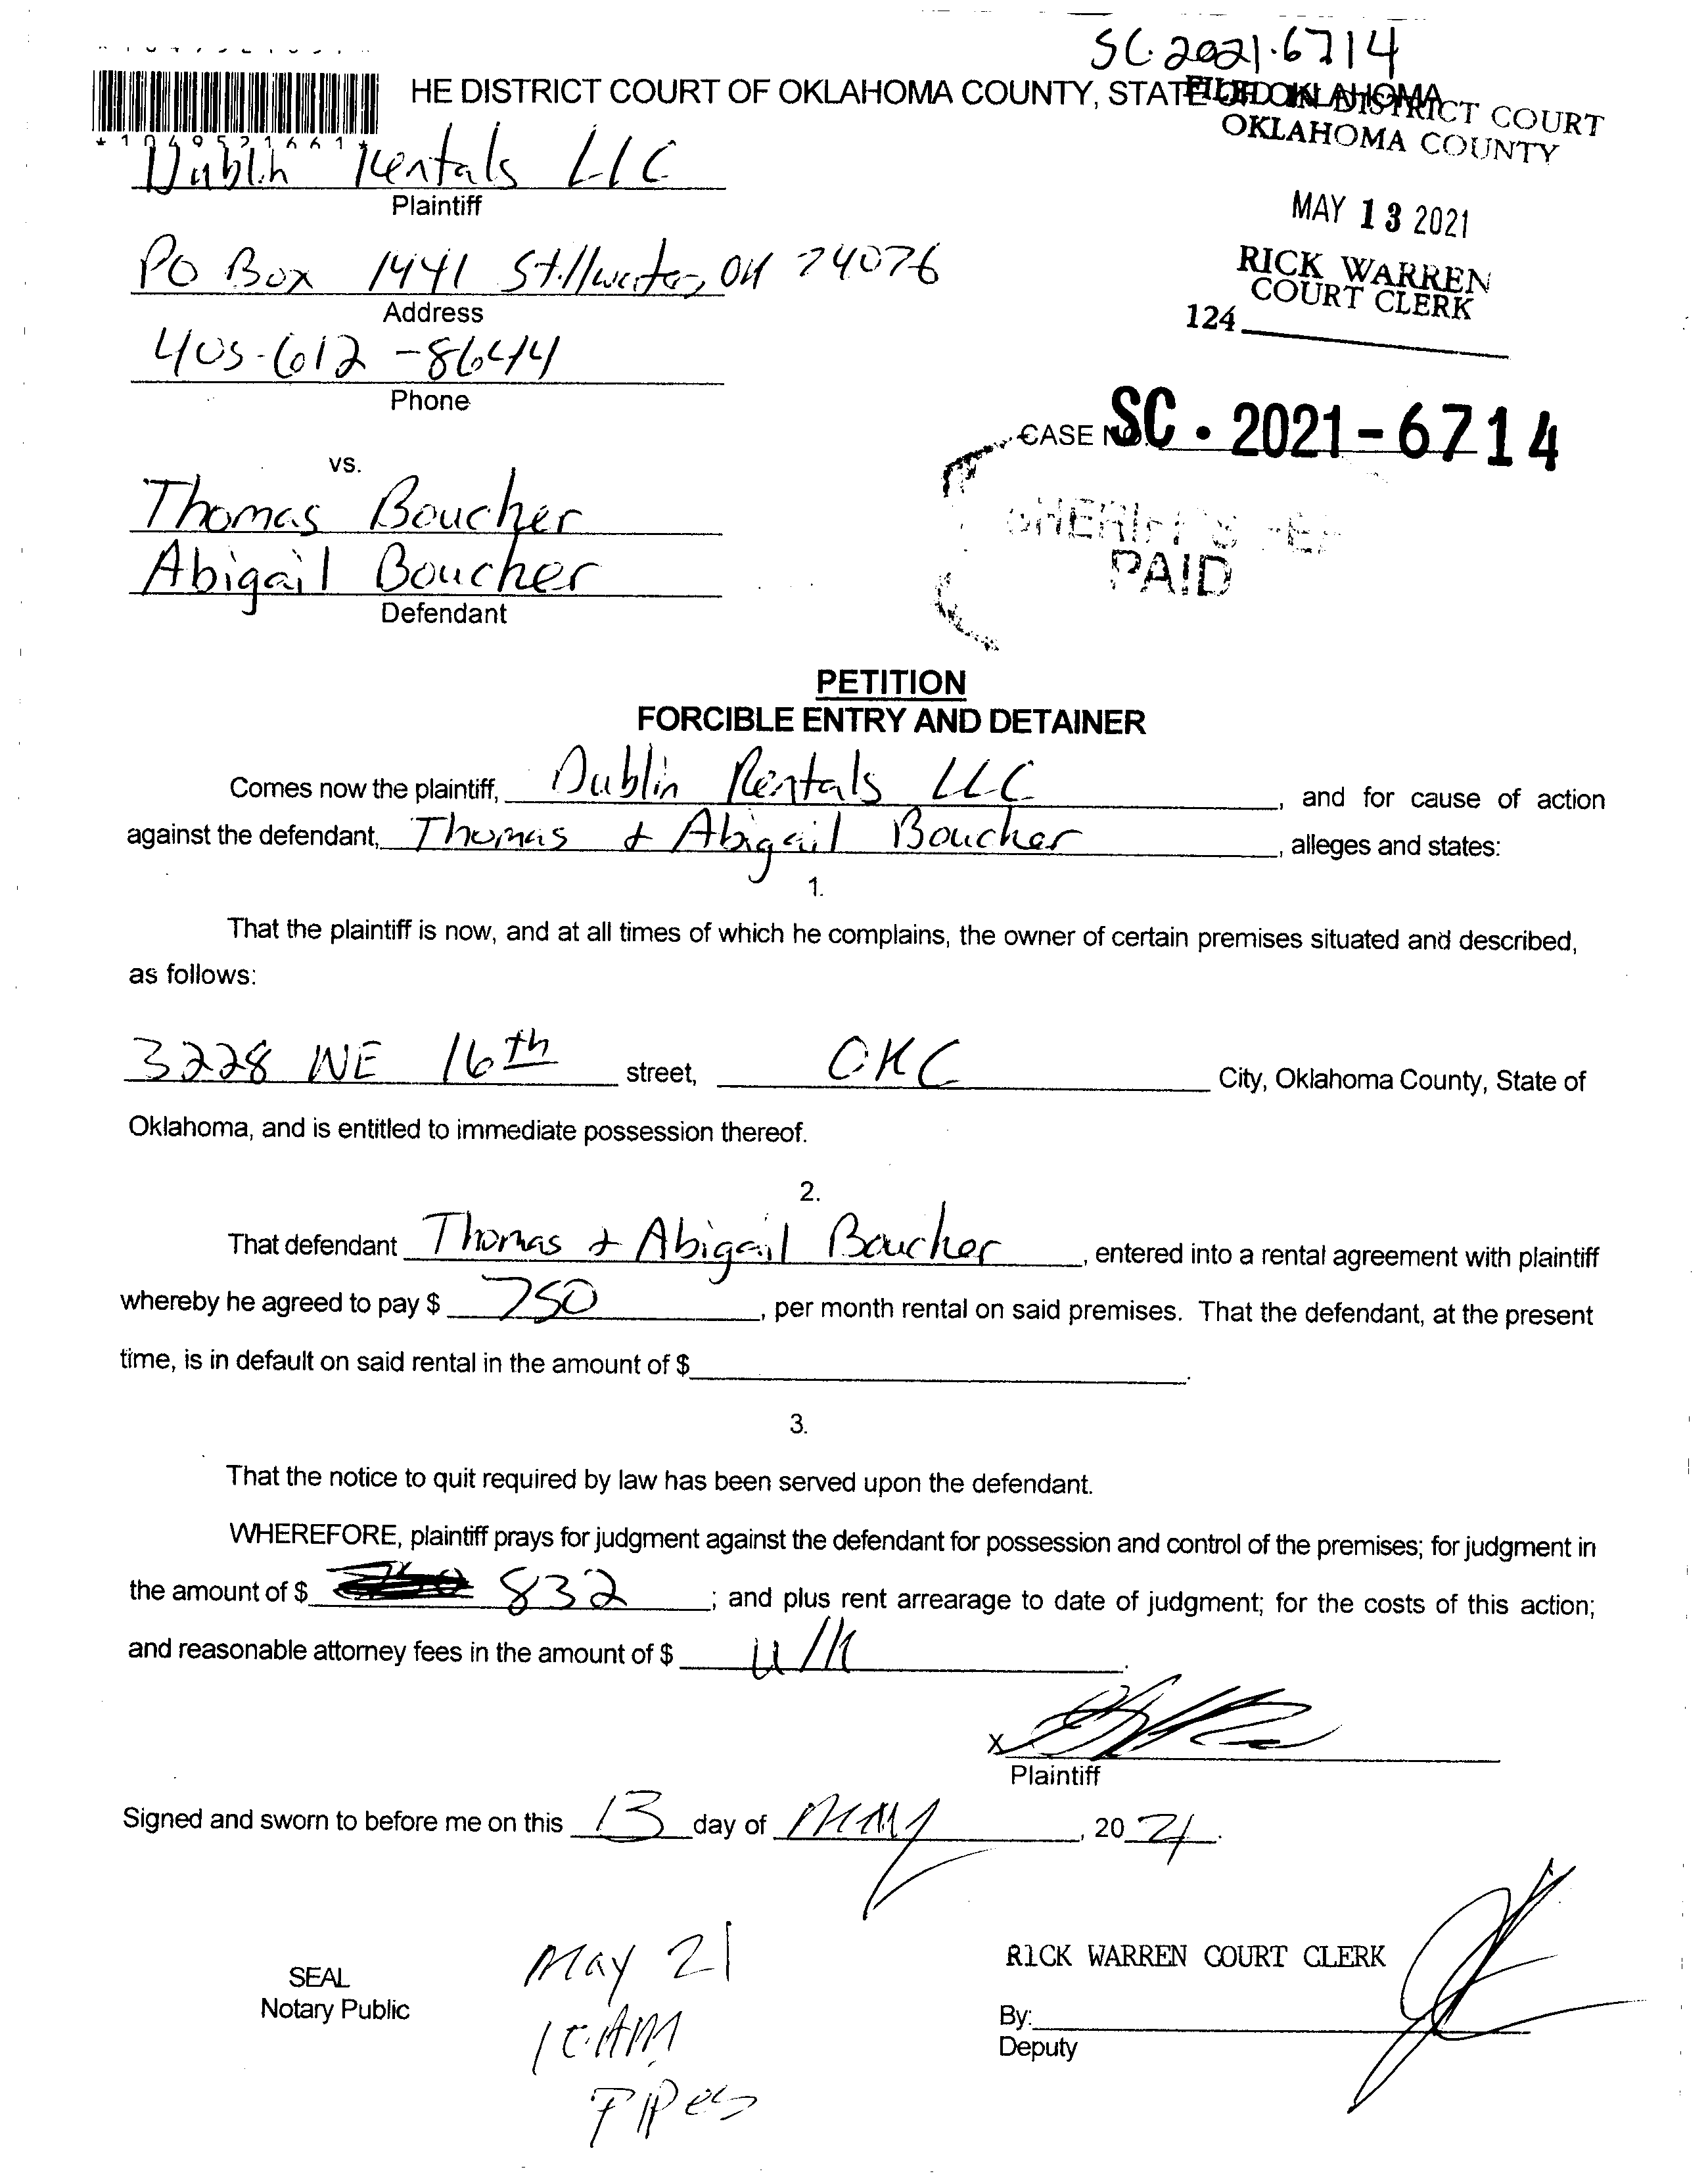 SC. 2021.6714
HE DISTRICT COURT OF OKLAHOMA COUNTY, STATE OF OKLAHOMA
FILED IN DISTRICT COURT
OKLAHOMA COUNTY
*1049521661*
Dublin Rentals LLC
Plaintiff
MAY 13 2021
PO Box 1441 Stillwater, OK 74076
Address
RICK WARREN
COURT CLERK
124
405-612-8644
Phone
CASE NO. SC. 2021-6714
vs.
Thomas Boucher
SHERIFF'S
PAID
Abigail Boucher
Defendant
PETITION
FORCIBLE ENTRY AND DETAINER
Comes now the plaintiff, Dublin Rentals LLC, and for cause of action
against the defendant, Thomas & Abigail Boucher, alleges and states:
1.
That the plaintiff is now, and at all times of which he complains, the owner of certain premises situated and described,
as follows:
3228 NE 16th street, OKC City, Oklahoma County, State of
Oklahoma, and is entitled to immediate possession thereof.
2.
That defendant Thomas & Abigail Boucher, entered into a rental agreement with plaintiff
whereby he agreed to pay $ 750, per month rental on said premises. That the defendant, at the present
time, is in default on said rental in the amount of $.
3.
That the notice to quit required by law has been served upon the defendant.
WHEREFORE, plaintiff prays for judgment against the defendant for possession and control of the premises; for judgment in
the amount of $ 832; and plus rent arrearage to date of judgment; for the costs of this action;
and reasonable attorney fees in the amount of $
X
Plaintiff
Signed and sworn to before me on this 13 day of MAY, 2021.
May 21
RICK WARREN COURT CLERK
SEAL
Notary Public
10 AM
By:
Deputy